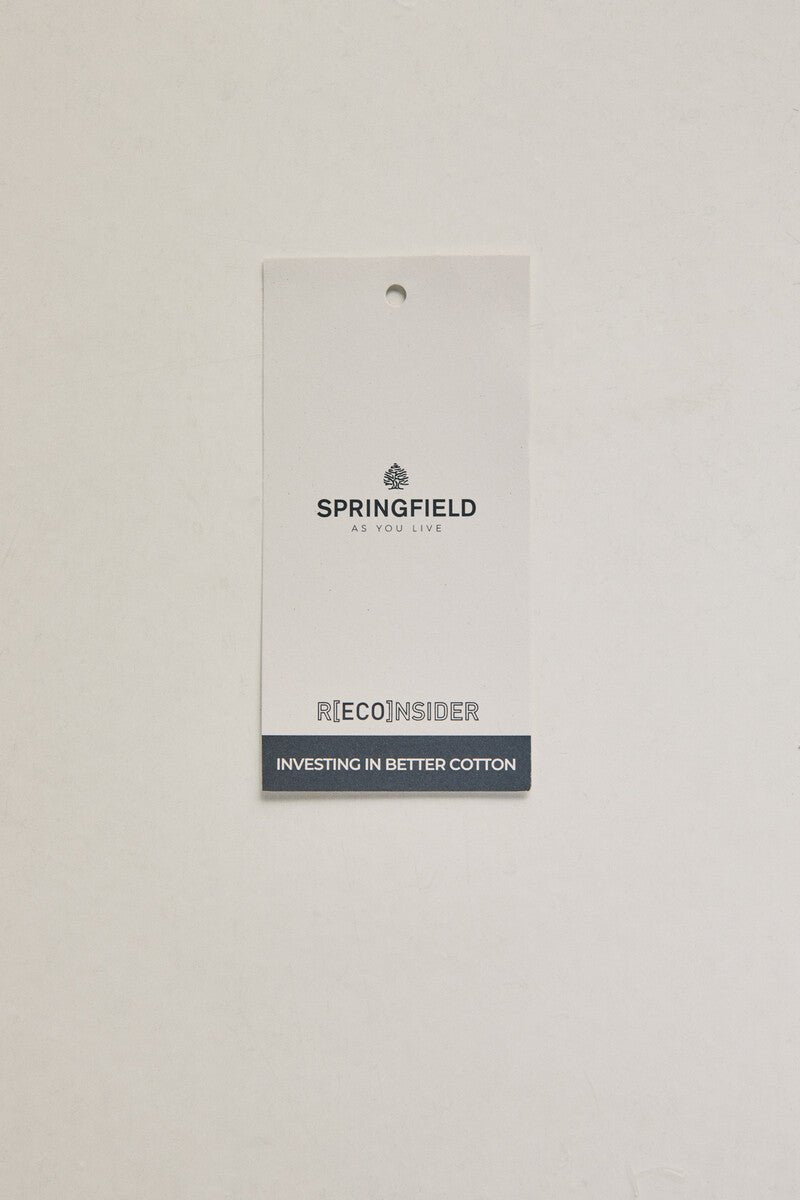 SPRINGFIELD
AS YOU LIVE
R[ECO]NSIDER
INVESTING IN BETTER COTTON